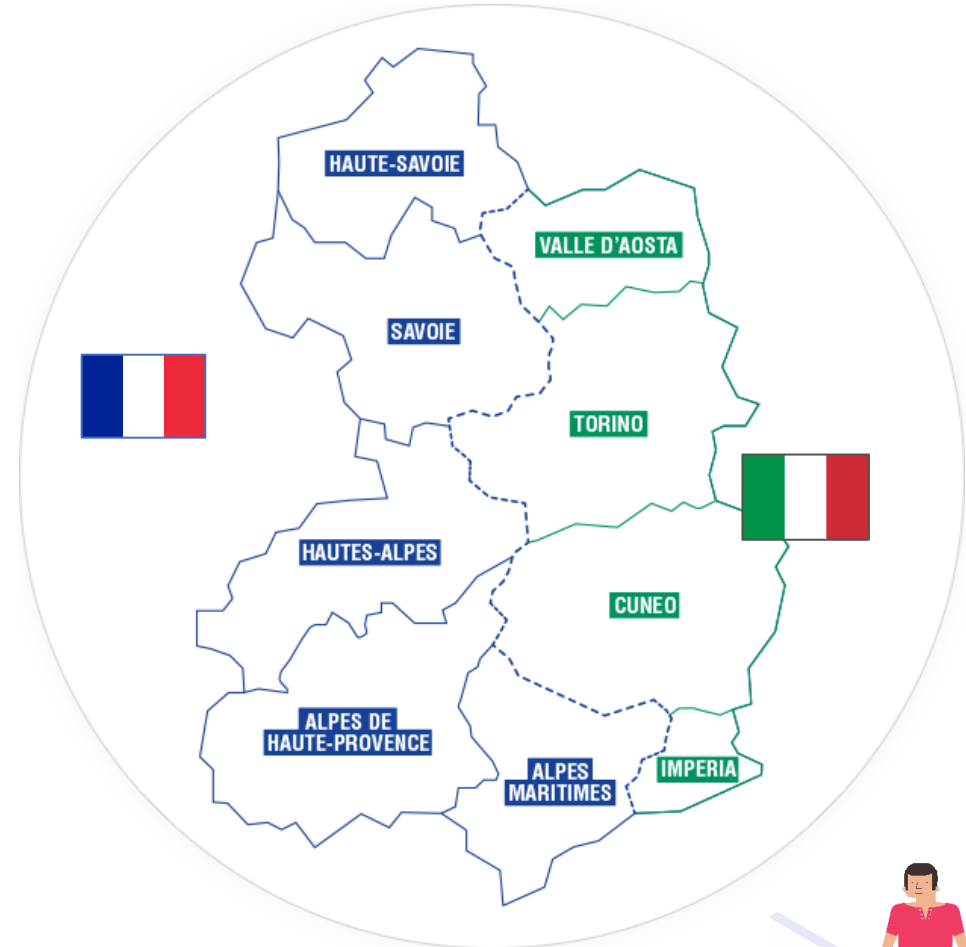 HAUTE-SAVOIE
VALLE D'AOSTA
SAVOIE
TORINO
HAUTES-ALPES
CUNEO
ALPES DE
HAUTE-PROVENCE
ALPES
MARITIMES
IMPERIA